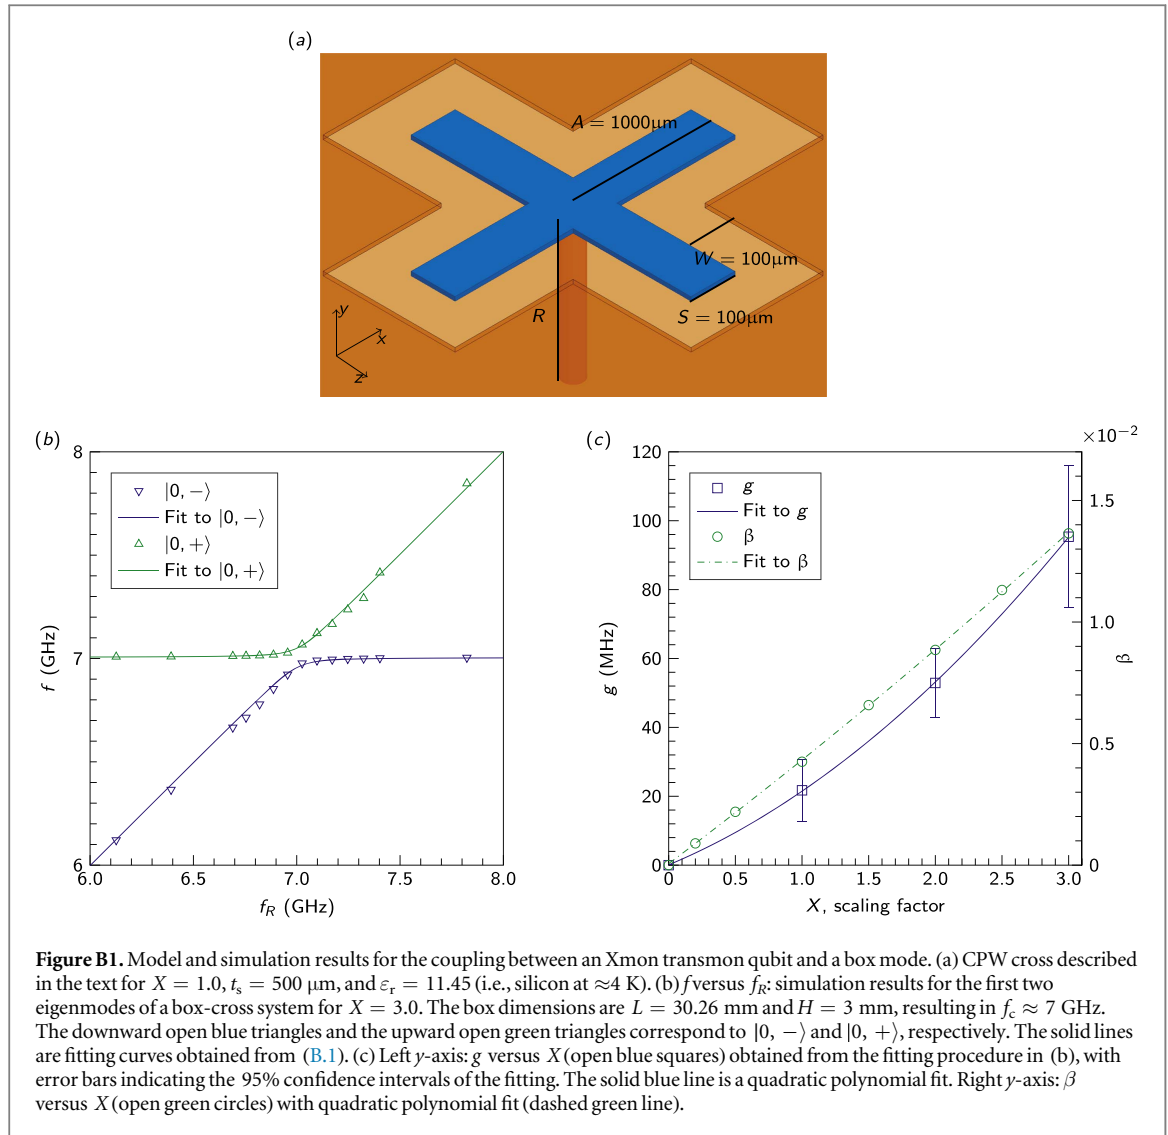 (a)
A = 1000μm
W = 100μm
S = 100μm
R
y
x
z
(b)
8
7
6
6.0 6.5 7.0 7.5 8.0
f (GHz)
f_R (GHz)
|0, −⟩
Fit to |0, −⟩
|0, +⟩
Fit to |0, +⟩
(c)
120
100
80
60
40
20
0
g (MHz)
g
Fit to g
β
Fit to β
×10⁻²
1.5
1.0
0.5
0
β
0 0.5 1.0 1.5 2.0 2.5 3.0
X, scaling factor
Figure B1. Model and simulation results for the coupling between an Xmon transmon qubit and a box mode. (a) CPW cross described
in the text for X = 1.0, tₛ = 500 μm, and εᵣ = 11.45 (i.e., silicon at ≈4 K). (b) f versus f_R: simulation results for the first two
eigenmodes of a box-cross system for X = 3.0. The box dimensions are L = 30.26 mm and H = 3 mm, resulting in f_c ≈ 7 GHz.
The downward open blue triangles and the upward open green triangles correspond to |0, −⟩ and |0, +⟩, respectively. The solid lines
are fitting curves obtained from (B.1). (c) Left y-axis: g versus X (open blue squares) obtained from the fitting procedure in (b), with
error bars indicating the 95% confidence intervals of the fitting. The solid blue line is a quadratic polynomial fit. Right y-axis: β
versus X (open green circles) with quadratic polynomial fit (dashed green line).